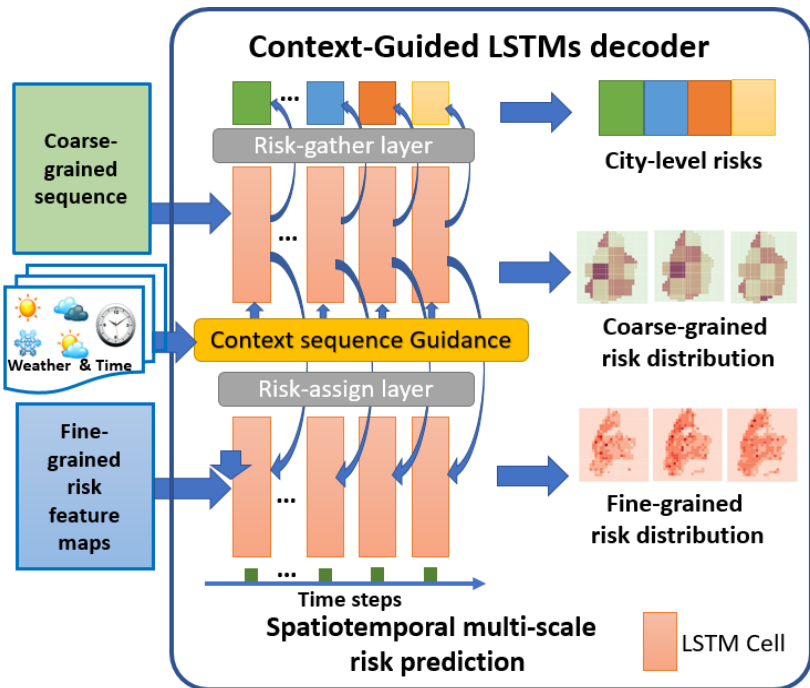 Context-Guided LSTMs decoder
Coarse-
grained
sequence
...
Risk-gather layer
City-level risks
...
Weather & Time
Context sequence Guidance
Coarse-grained
risk distribution
Risk-assign layer
Fine-
grained
risk
feature
maps
...
Fine-grained
risk distribution
...
Time steps
Spatiotemporal multi-scale
risk prediction
LSTM Cell